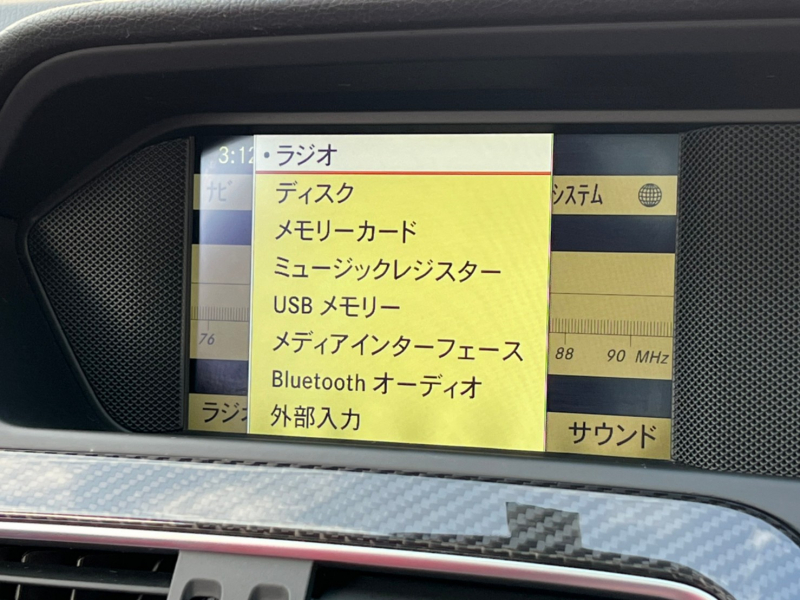 3:12
• ラジオ
ナビ
システム
ディスク
メモリーカード
ミュージックレジスター
USB メモリー
メディアインターフェース
Bluetooth オーディオ
外部入力
76
88 90 MHz
ラジオ
サウンド